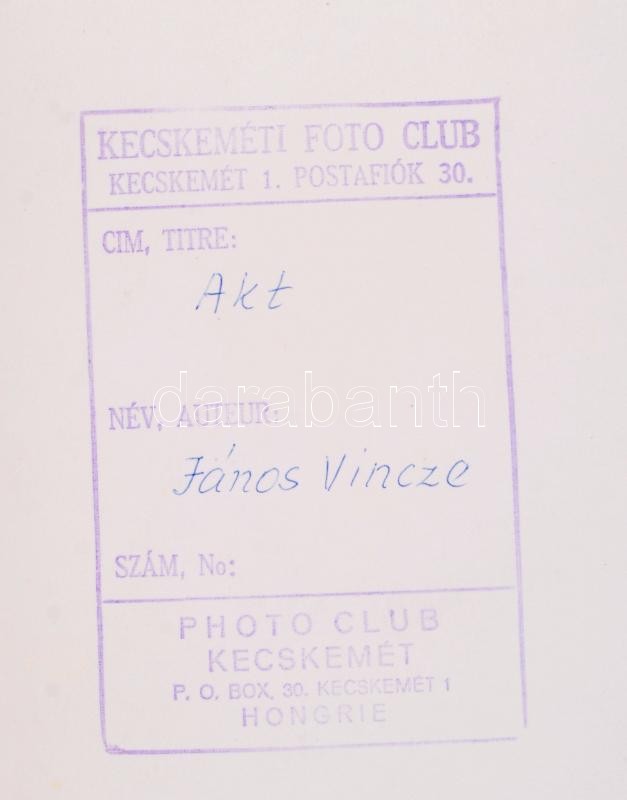 KECSKEMÉTI FOTO CLUB
KECSKEMÉT 1. POSTAFIÓK 30.
CIM, TITRE:
Akt
darabanth
NÉV, AUTEUR:
János Vincze
SZÁM, No:
PHOTO CLUB
KECSKEMÉT
P. O. BOX, 30. KECSKEMÉT 1
HONGRIE